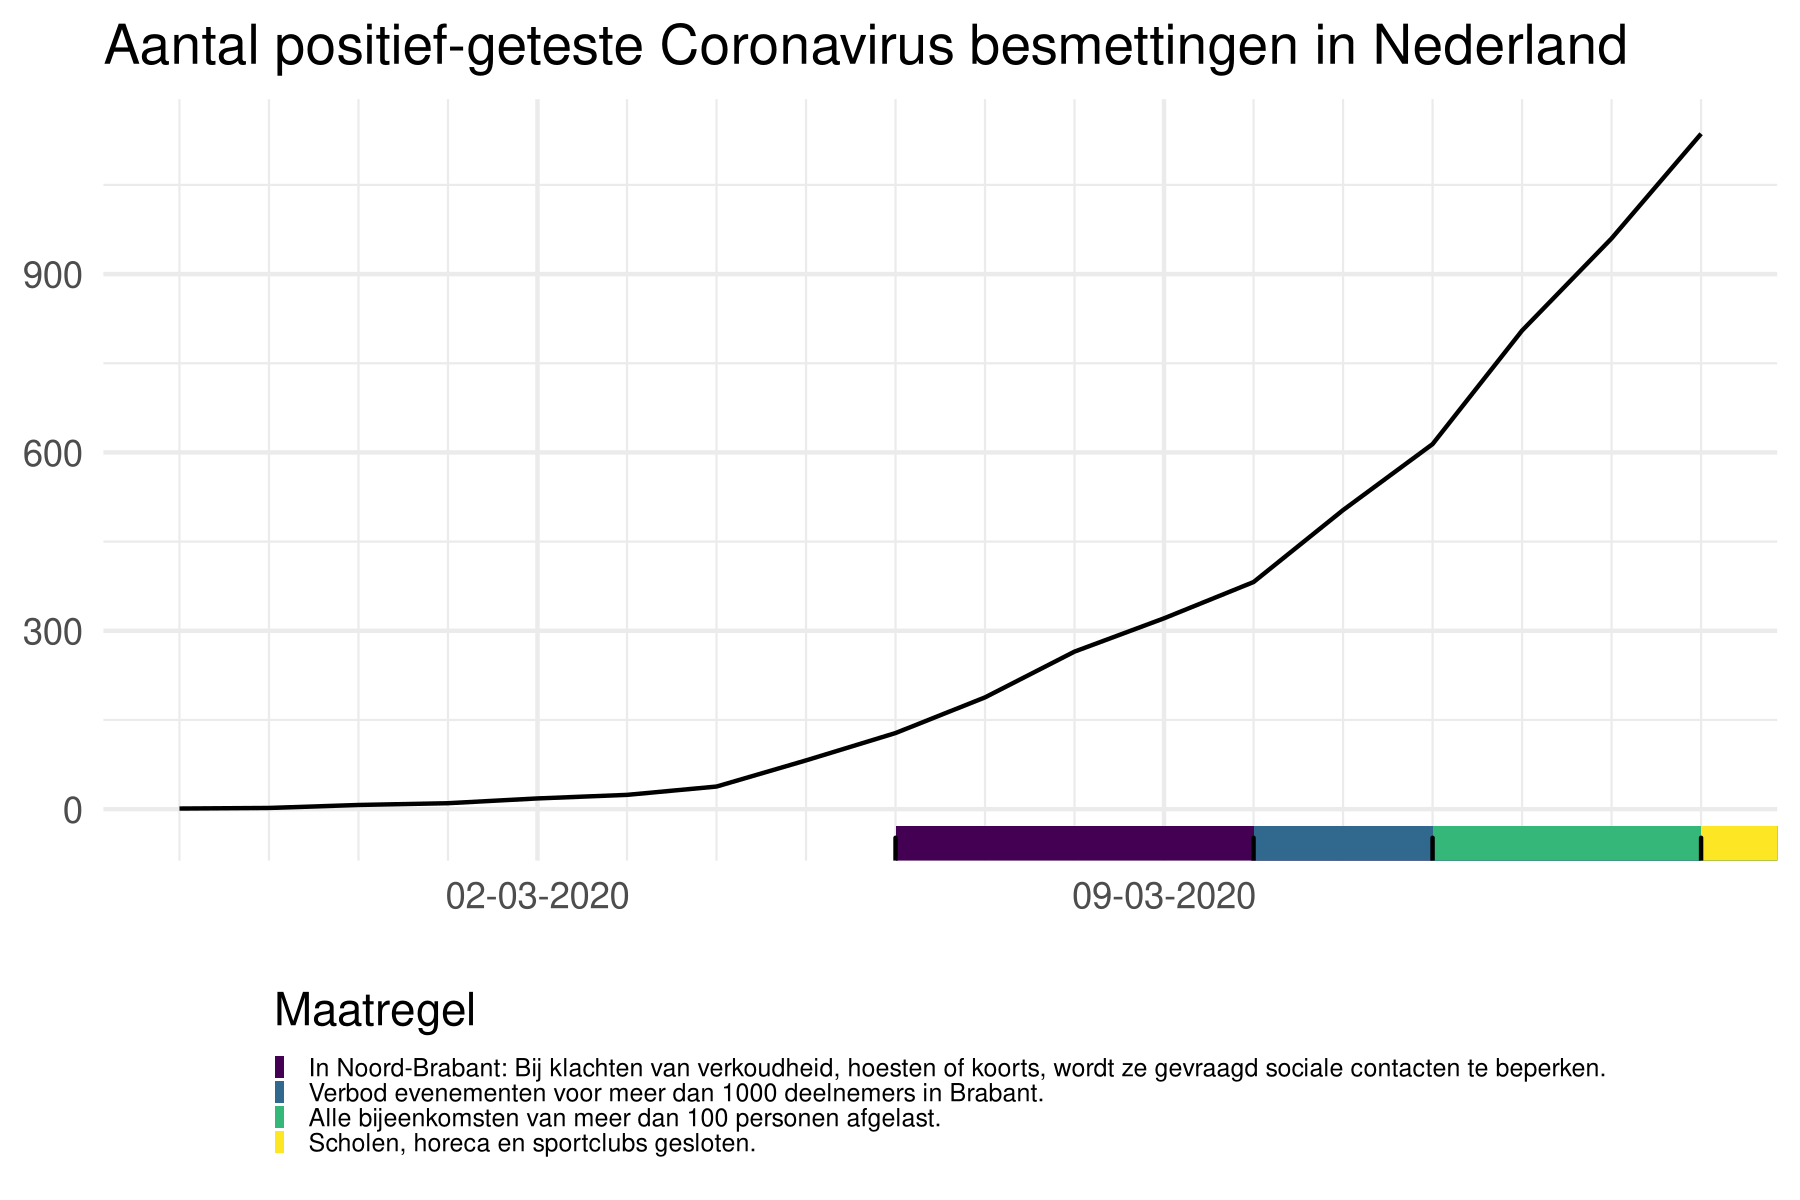 Aantal positief-geteste Coronavirus besmettingen in Nederland
900
600
300
0
02-03-2020 09-03-2020
Maatregel
In Noord-Brabant: Bij klachten van verkoudheid, hoesten of koorts, wordt ze gevraagd sociale contacten te beperken.
Verbod evenementen voor meer dan 1000 deelnemers in Brabant.
Alle bijeenkomsten van meer dan 100 personen afgelast.
Scholen, horeca en sportclubs gesloten.